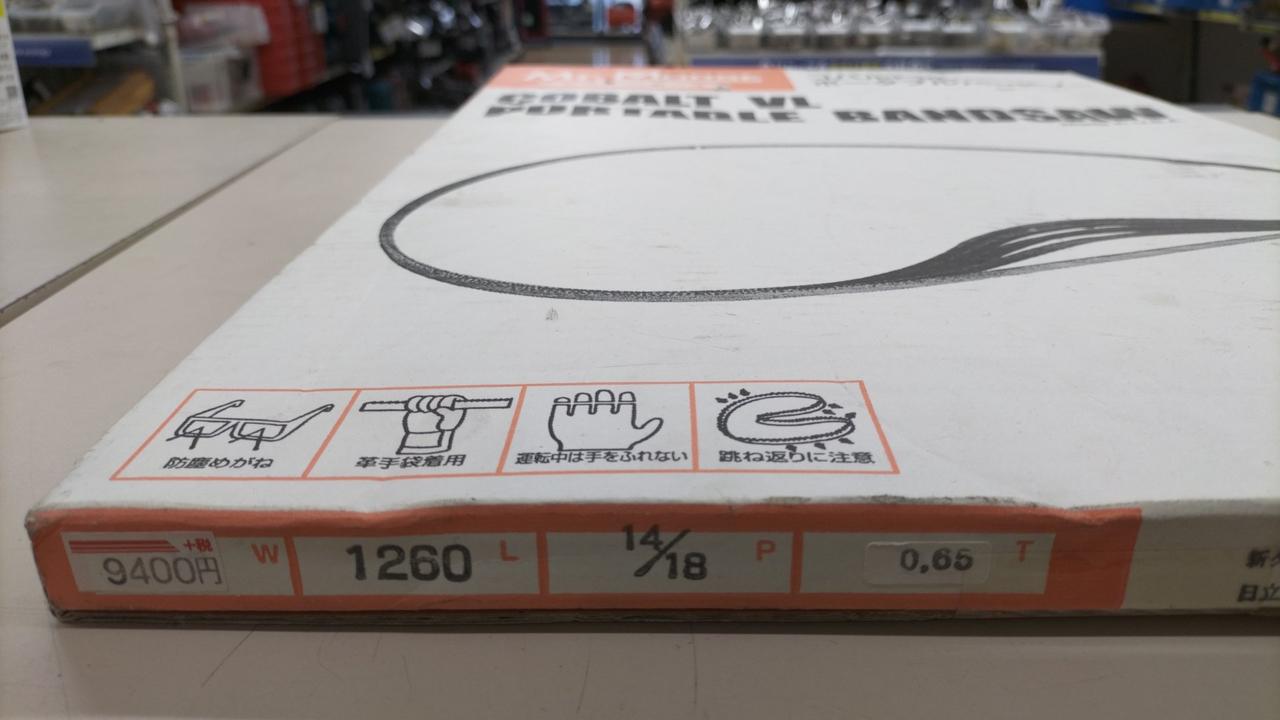 COBALT VL
PORTABLE BANDSAW
防塵めがね
革手袋着用
運転中は手をふれない
跳ね返りに注意
+税
9400円
W
1260 L
14/18 P
0.65 T
日立